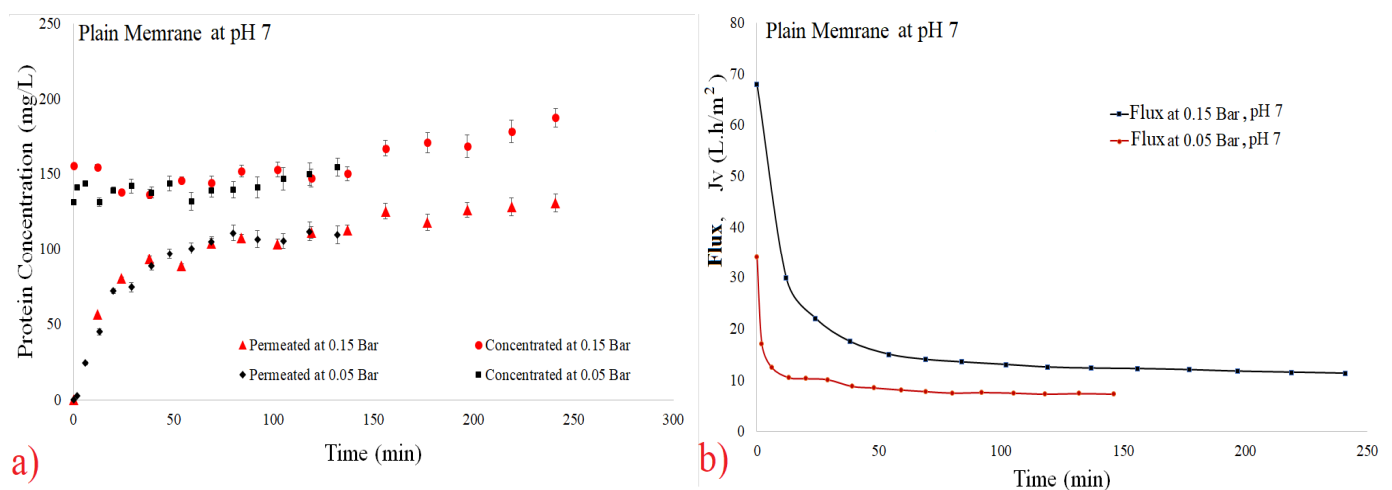 Plain Memrane at pH 7
Protein Concentration (mg/L)
250
200
150
100
50
0
Permeated at 0.15 Bar
Concentrated at 0.15 Bar
Permeated at 0.05 Bar
Concentrated at 0.05 Bar
0 50 100 150 200 250 300
Time (min)
a)
Plain Memrane at pH 7
Flux, Jv (L.h/m²)
80
70
60
50
40
30
20
10
0
Flux at 0.15 Bar, pH 7
Flux at 0.05 Bar, pH 7
0 50 100 150 200 250
Time (min)
b)